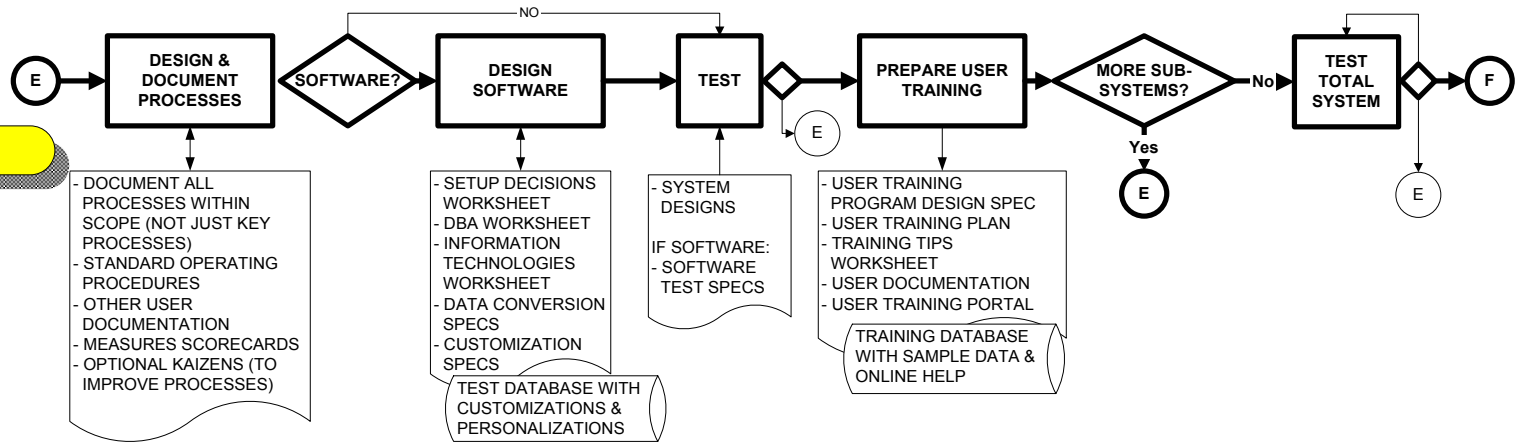 NO
E
DESIGN &
DOCUMENT
PROCESSES
SOFTWARE?
DESIGN
SOFTWARE
TEST
E
PREPARE USER
TRAINING
MORE SUB-
SYSTEMS?
No
Yes
E
TEST
TOTAL
SYSTEM
E
F
- DOCUMENT ALL
PROCESSES WITHIN
SCOPE (NOT JUST KEY
PROCESSES)
- STANDARD OPERATING
PROCEDURES
- OTHER USER
DOCUMENTATION
- MEASURES SCORECARDS
- OPTIONAL KAIZENS (TO
IMPROVE PROCESSES)
- SETUP DECISIONS
WORKSHEET
- DBA WORKSHEET
- INFORMATION
TECHNOLOGIES
WORKSHEET
- DATA CONVERSION
SPECS
- CUSTOMIZATION
SPECS
TEST DATABASE WITH
CUSTOMIZATIONS &
PERSONALIZATIONS
- SYSTEM
DESIGNS
IF SOFTWARE:
- SOFTWARE
TEST SPECS
- USER TRAINING
PROGRAM DESIGN SPEC
- USER TRAINING PLAN
- TRAINING TIPS
WORKSHEET
- USER DOCUMENTATION
- USER TRAINING PORTAL
TRAINING DATABASE
WITH SAMPLE DATA &
ONLINE HELP